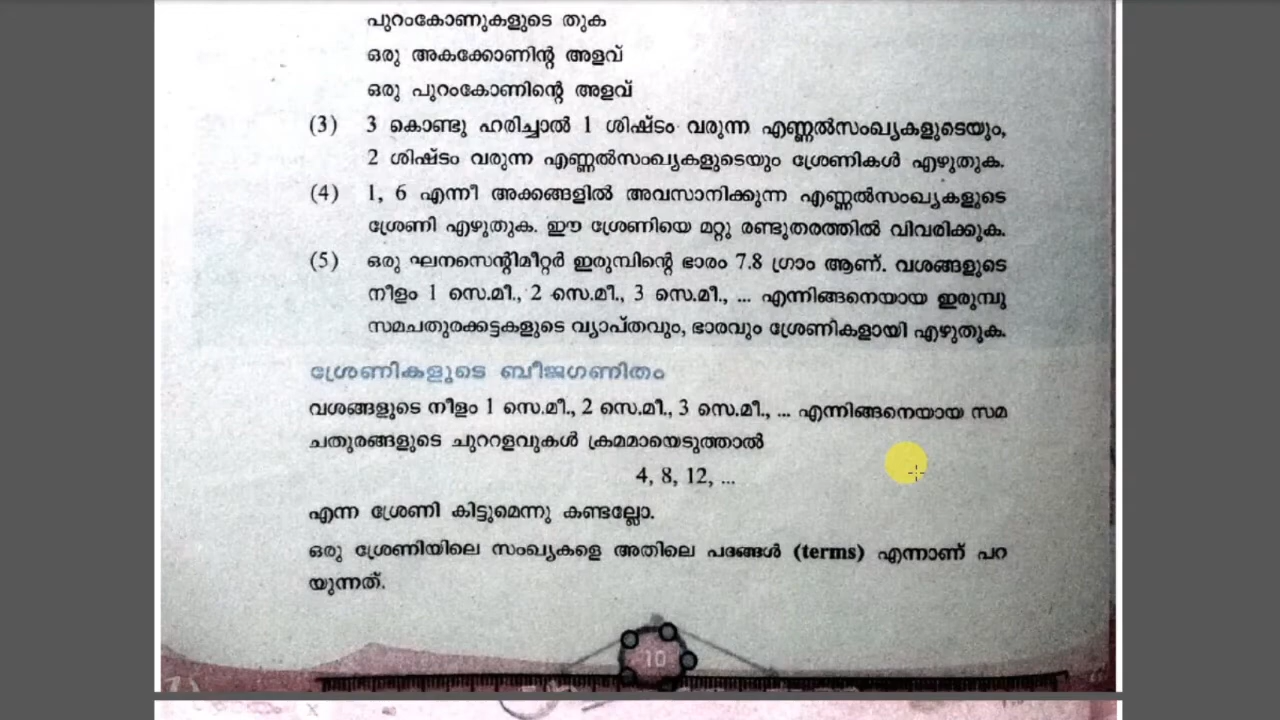 പുറംകോണുകളുടെ തുക
ഒരു അകക്കോണിന്റ അളവ്
ഒരു പുറംകോണിന്റെ അളവ്
(3) 3 കൊണ്ടു ഹരിച്ചാൽ 1 ശിഷ്ടം വരുന്ന എണ്ണൽസംഖ്യകളുടെയും,
2 ശിഷ്ടം വരുന്ന എണ്ണൽസംഖ്യകളുടെയും ശ്രേണികൾ എഴുതുക.
(4) 1, 6 എന്നീ അക്കങ്ങളിൽ അവസാനിക്കുന്ന എണ്ണൽസംഖ്യകളുടെ
ശ്രേണി എഴുതുക. ഈ ശ്രേണിയെ മറ്റു രണ്ടുതരത്തിൽ വിവരിക്കുക.
(5) ഒരു ഘനസെന്റിമീറ്റർ ഇരുമ്പിന്റെ ഭാരം 7.8 ഗ്രാം ആണ്. വശങ്ങളുടെ
നീളം 1 സെ.മീ., 2 സെ.മീ., 3 സെ.മീ., ... എന്നിങ്ങനെയായ ഇരുമ്പു
സമചതുരക്കട്ടകളുടെ വ്യാപ്തവും, ഭാരവും ശ്രേണികളായി എഴുതുക.
ശ്രേണികളുടെ ബീജഗണിതം
വശങ്ങളുടെ നീളം 1 സെ.മീ., 2 സെ.മീ., 3 സെ.മീ., ... എന്നിങ്ങനെയായ സമ
ചതുരങ്ങളുടെ ചുറ്റളവുകൾ ക്രമമായെടുത്താൽ
4, 8, 12, ...
എന്ന ശ്രേണി കിട്ടുമെന്നു കണ്ടല്ലോ.
ഒരു ശ്രേണിയിലെ സംഖ്യകളെ അതിലെ പദങ്ങൾ (terms) എന്നാണ് പറ
യുന്നത്.
10